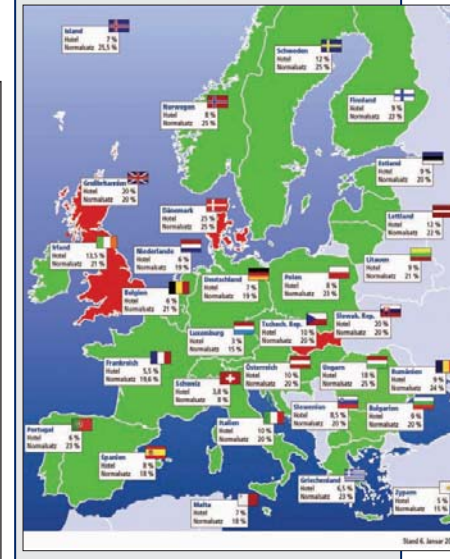 Island
Hotel 7 %
Normalsatz 25,5 %
Schweden
Hotel 12 %
Normalsatz 25 %
Finnland
Hotel 9 %
Normalsatz 23 %
Norwegen
Hotel 8 %
Normalsatz 25 %
Estland
Hotel 9 %
Normalsatz 20 %
Großbritannien
Hotel 20 %
Normalsatz 20 %
Dänemark
Hotel 25 %
Normalsatz 25 %
Lettland
Hotel 12 %
Normalsatz 22 %
Irland
Hotel 13,5 %
Normalsatz 21 %
Niederlande
Hotel 6 %
Normalsatz 19 %
Litauen
Hotel 9 %
Normalsatz 21 %
Deutschland
Hotel 7 %
Normalsatz 19 %
Polen
Hotel 8 %
Normalsatz 23 %
Belgien
Hotel 6 %
Normalsatz 21 %
Luxemburg
Hotel 3 %
Normalsatz 15 %
Tschech. Rep.
Hotel 10 %
Normalsatz 20 %
Slowak. Rep.
Hotel 20 %
Normalsatz 20 %
Frankreich
Hotel 5,5 %
Normalsatz 19,6 %
Schweiz
Hotel 3,8 %
Normalsatz 8 %
Österreich
Hotel 10 %
Normalsatz 20 %
Ungarn
Hotel 18 %
Normalsatz 25 %
Rumänien
Hotel 9 %
Normalsatz 24 %
Slowenien
Hotel 8,5 %
Normalsatz 20 %
Bulgarien
Hotel 9 %
Normalsatz 20 %
Italien
Hotel 10 %
Normalsatz 20 %
Portugal
Hotel 6 %
Normalsatz 23 %
Spanien
Hotel 8 %
Normalsatz 18 %
Griechenland
Hotel 6,5 %
Normalsatz 23 %
Malta
Hotel 7 %
Normalsatz 18 %
Zypern
Hotel 5 %
Normalsatz 15 %
Stand 6. Januar 20